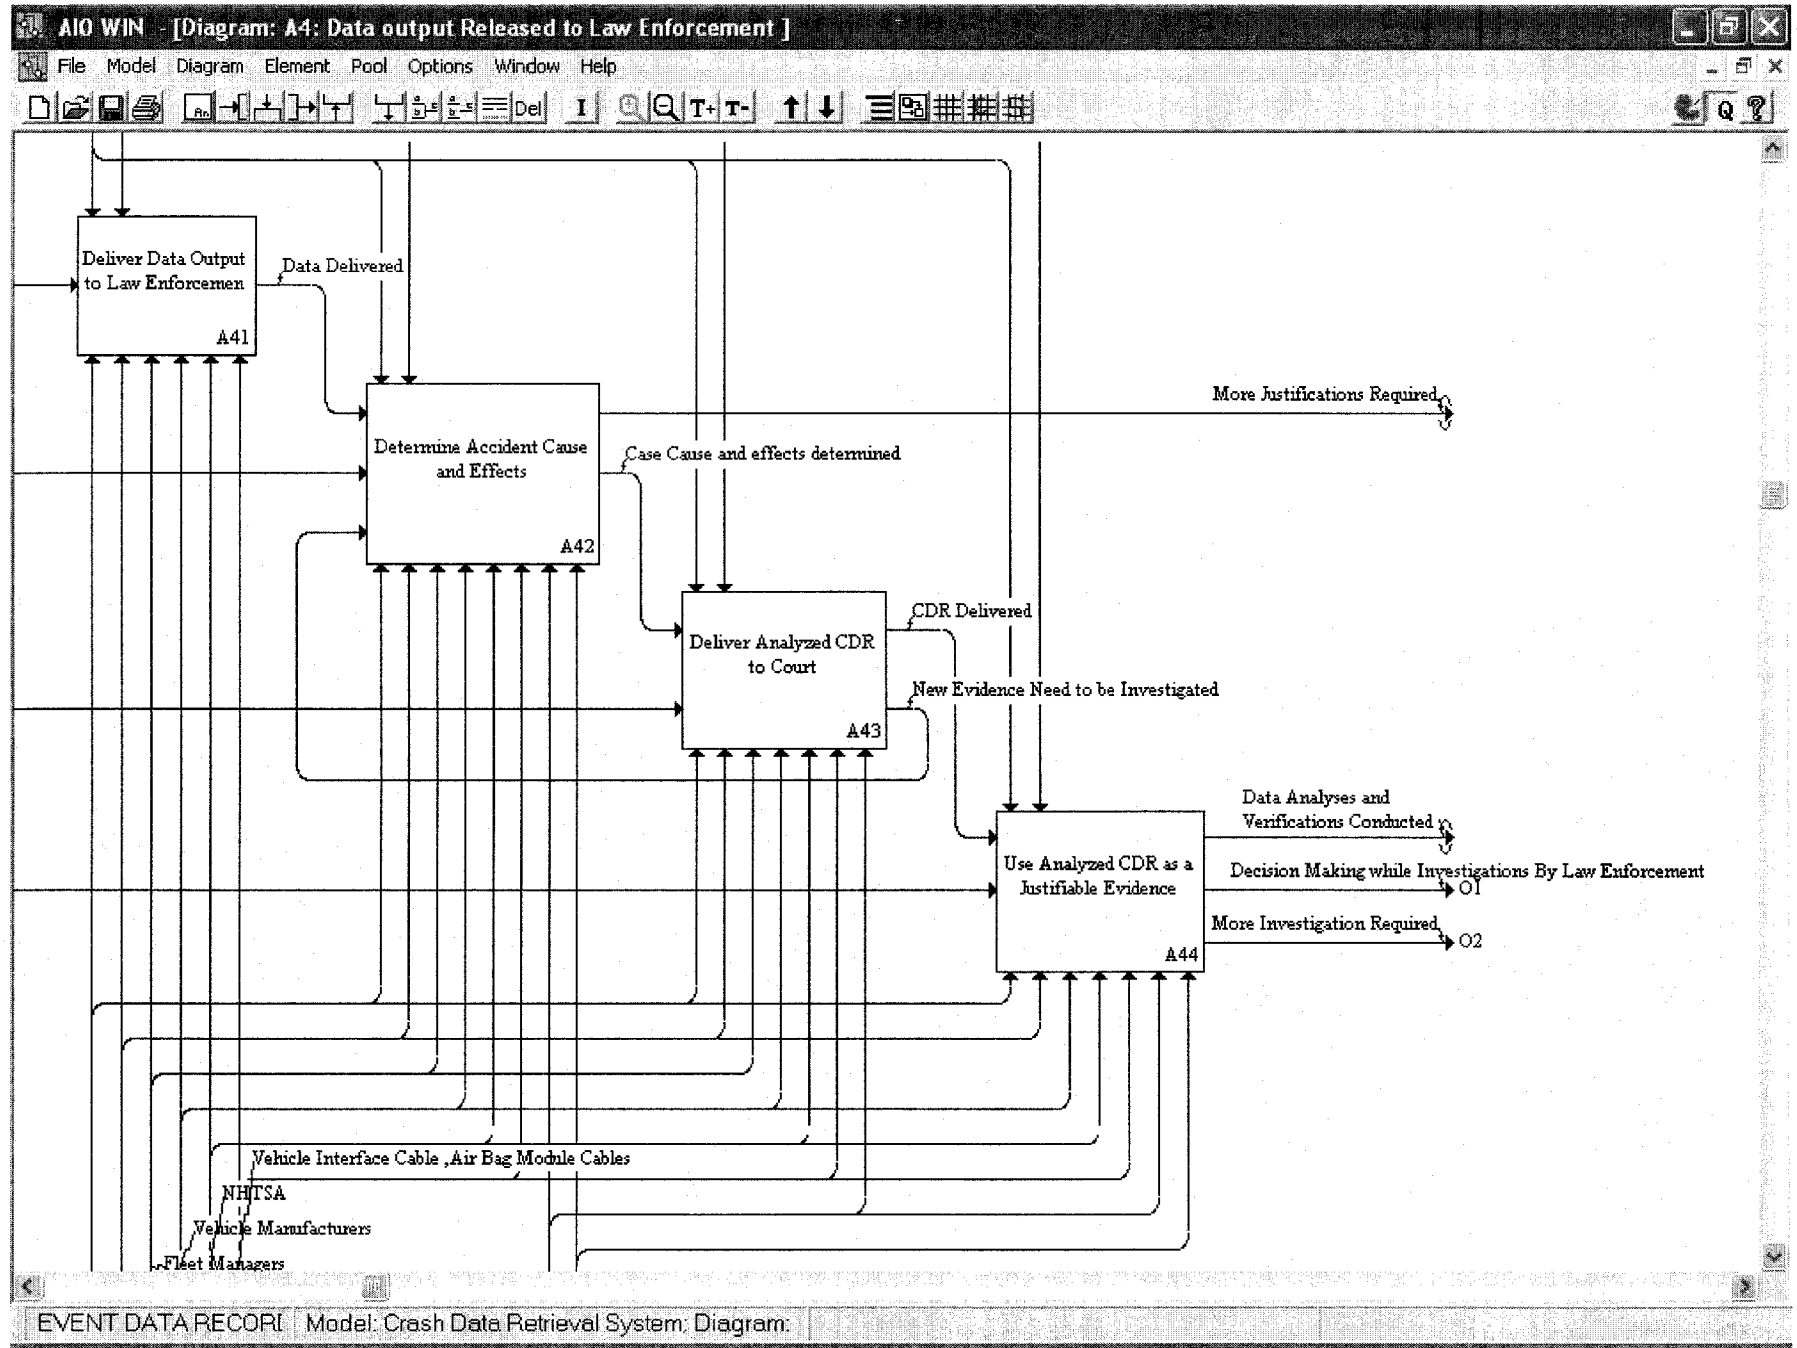 AI0 WIN - [Diagram: A4: Data output Released to Law Enforcement ]
File Model Diagram Element Pool Options Window Help
An Del I T+ T- Q ?
Deliver Data Output
to Law Enforcemen
A41
Data Delivered
More Justifications Required
Determine Accident Cause
and Effects
A42
Case Cause and effects determined
CDR Delivered
Deliver Analyzed CDR
to Court
A43
New Evidence Need to be Investigated
Data Analyses and
Verifications Conducted
Use Analyzed CDR as a
Justifiable Evidence
A44
Decision Making while Investigations By Law Enforcement
O1
More Investigation Required
O2
Vehicle Interface Cable ,Air Bag Module Cables
NHTSA
Vehicle Manufacturers
Fleet Managers
EVENT DATA RECORI Model: Crash Data Retrieval System; Diagram: